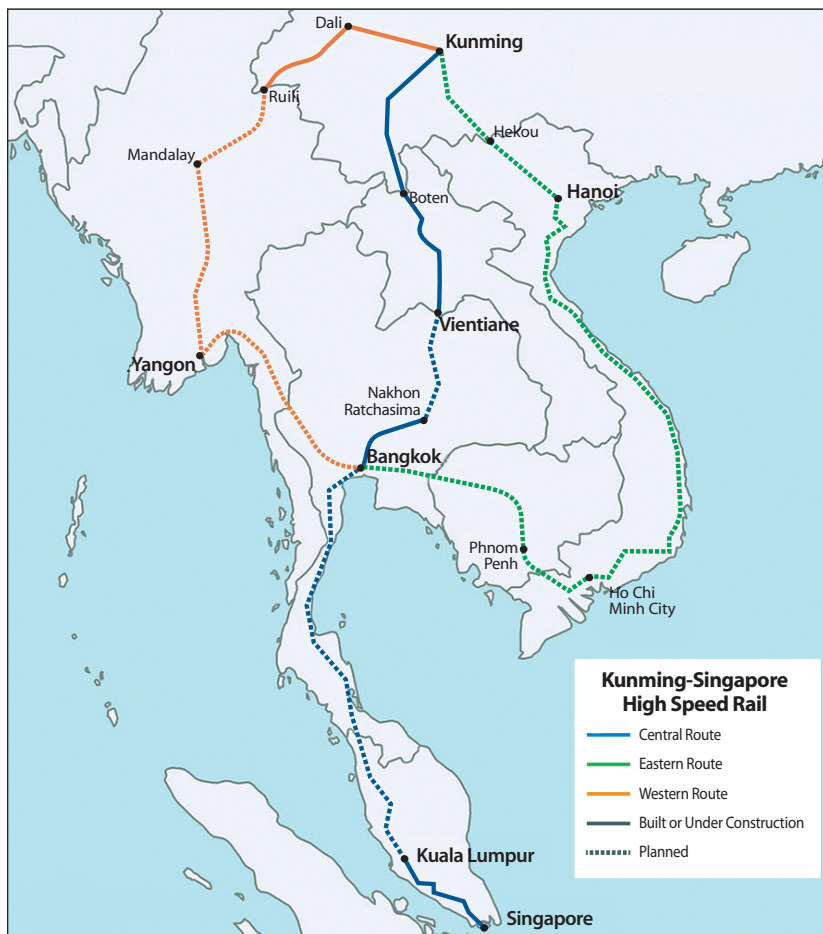 Dali
Kunming
Ruili
Hekou
Mandalay
Boten
Hanoi
Vientiane
Yangon
Nakhon
Ratchasima
Bangkok
Phnom
Penh
Ho Chi
Minh City
Kunming-Singapore
High Speed Rail
Central Route
Eastern Route
Western Route
Built or Under Construction
Planned
Kuala Lumpur
Singapore